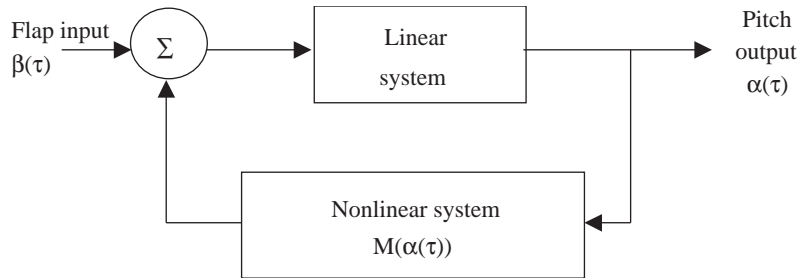 Flap input
β(τ)
Σ
Linear
system
Pitch
output
α(τ)
Nonlinear system
M(α(τ))